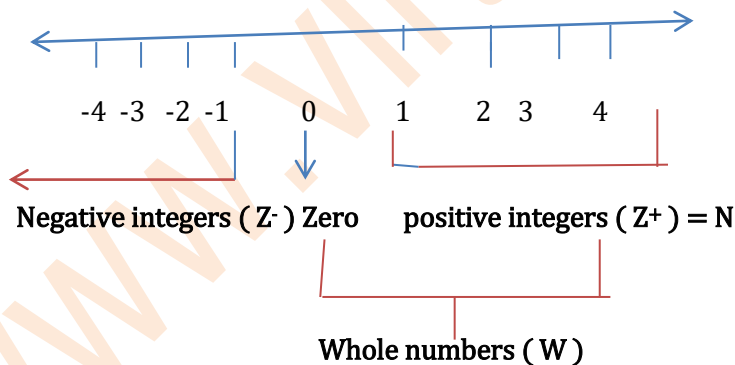 -4 -3 -2 -1 0 1 2 3 4
Negative integers ( Z- ) Zero positive integers ( Z+ ) = N
Whole numbers ( W )